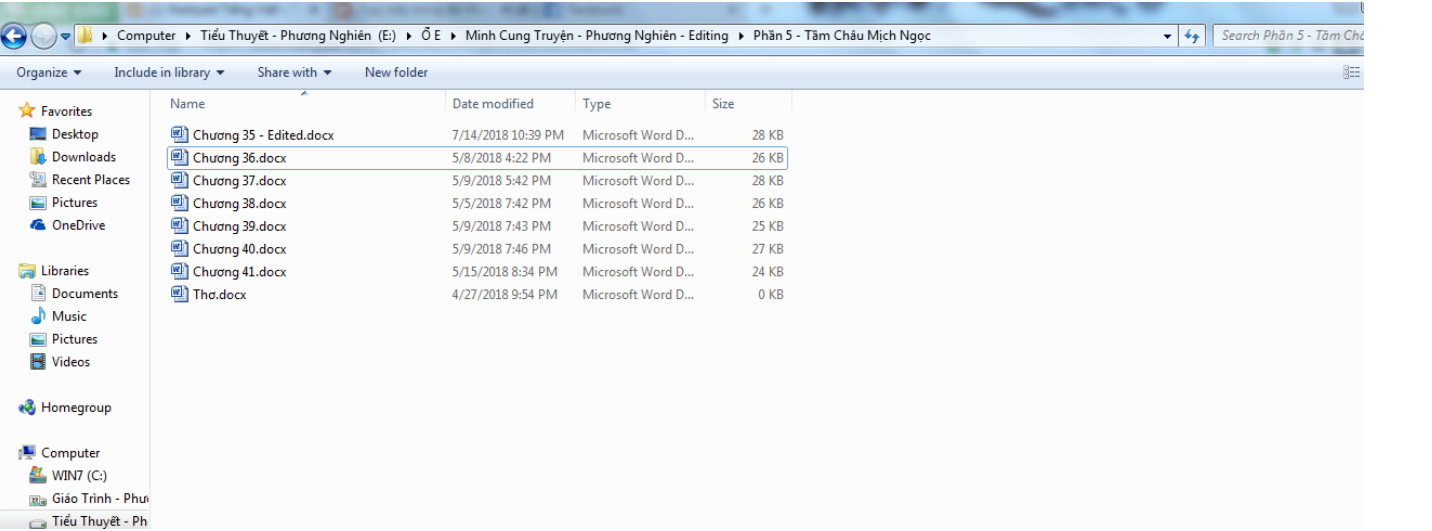 Computer ▸ Tiểu Thuyết - Phương Nghiên (E:) ▸ Ổ E ▸ Minh Cung Truyện - Phương Nghiên - Editing ▸ Phần 5 - Tầm Châu Mịch Ngọc
Search Phần 5 - Tầm Châ
Organize Include in library Share with New folder
Name Date modified Type Size
Chương 35 - Edited.docx 7/14/2018 10:39 PM Microsoft Word D... 28 KB
Chương 36.docx 5/8/2018 4:22 PM Microsoft Word D... 26 KB
Chương 37.docx 5/9/2018 5:42 PM Microsoft Word D... 28 KB
Chương 38.docx 5/5/2018 7:42 PM Microsoft Word D... 26 KB
Chương 39.docx 5/9/2018 7:43 PM Microsoft Word D... 25 KB
Chương 40.docx 5/9/2018 7:46 PM Microsoft Word D... 27 KB
Chương 41.docx 5/15/2018 8:34 PM Microsoft Word D... 24 KB
Thơ.docx 4/27/2018 9:54 PM Microsoft Word D... 0 KB
Favorites
Desktop
Downloads
Recent Places
Pictures
OneDrive
Libraries
Documents
Music
Pictures
Videos
Homegroup
Computer
WIN7 (C:)
Giáo Trình - Phư
Tiểu Thuyết - Ph